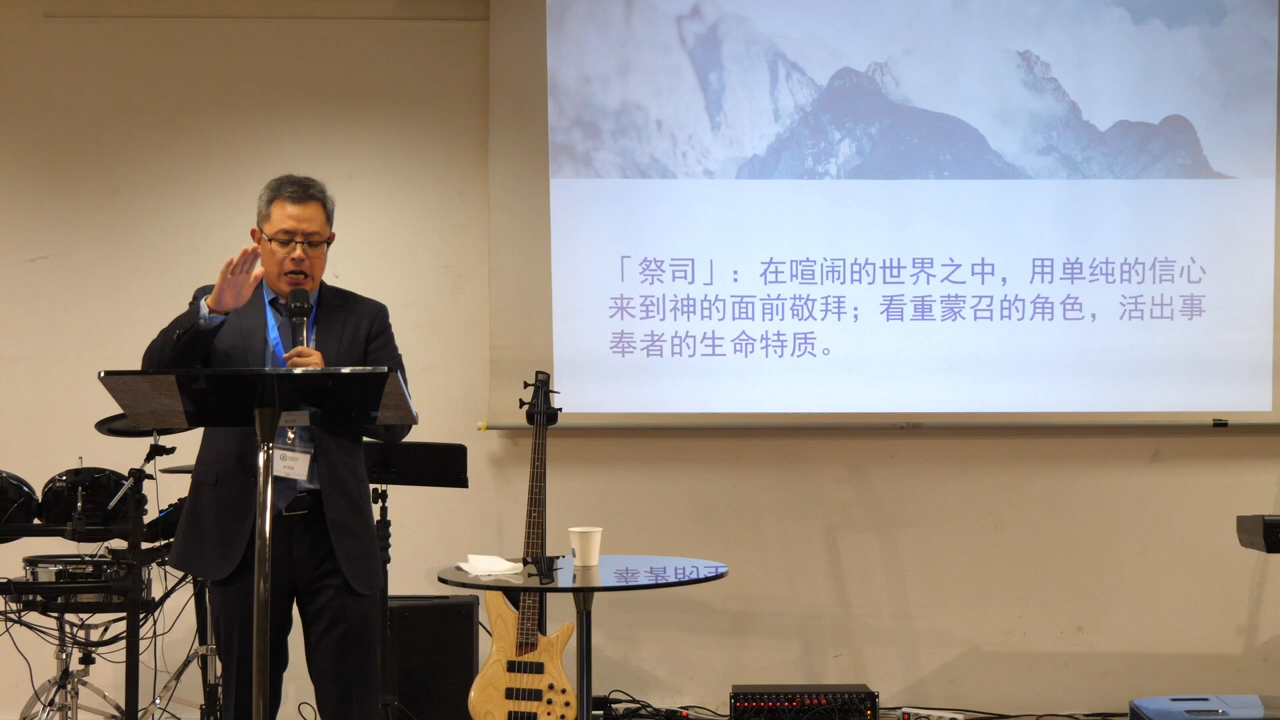 「祭司」：在喧闹的世界之中，用单纯的信心
来到神的面前敬拜；看重蒙召的角色，活出事
奉者的生命特质。